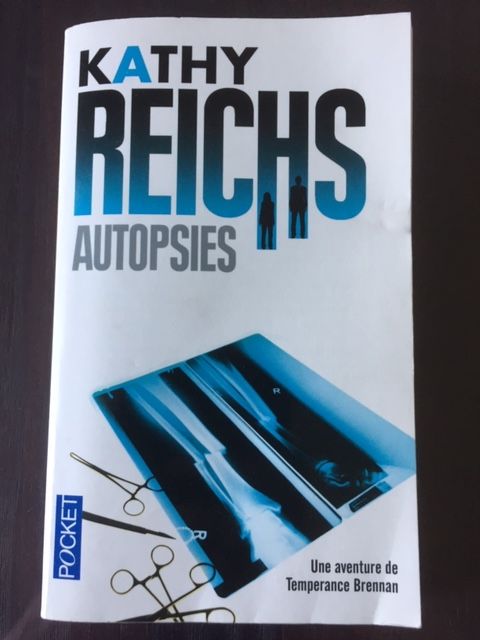 KATHY
REICHS
AUTOPSIES
R
R
POCKET
Une aventure de
Temperance Brennan